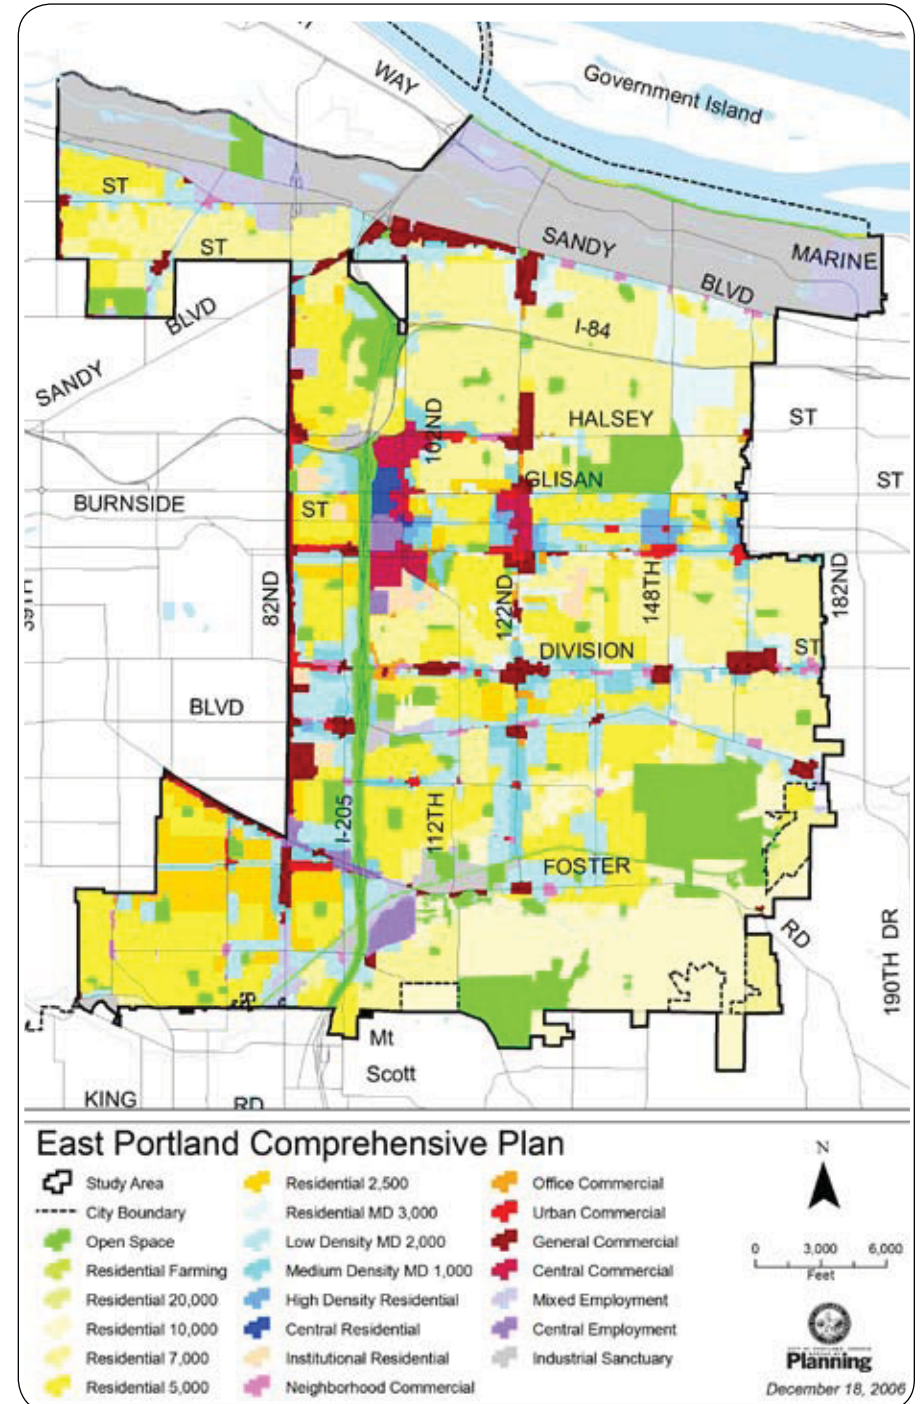 WAY
Government Island
ST
ST
SANDY
BLVD
MARINE
BLVD
SANDY
I-84
102ND
HALSEY
ST
GLISAN
ST
BURNSIDE
ST
39TH
82ND
122ND
148TH
182ND
DIVISION
ST
BLVD
I-205
112TH
FOSTER
RD
190TH DR
Mt
Scott
KING
RD
East Portland Comprehensive Plan
Study Area
City Boundary
Open Space
Residential Farming
Residential 20,000
Residential 10,000
Residential 7,000
Residential 5,000
Residential 2,500
Residential MD 3,000
Low Density MD 2,000
Medium Density MD 1,000
High Density Residential
Central Residential
Institutional Residential
Neighborhood Commercial
Office Commercial
Urban Commercial
General Commercial
Central Commercial
Mixed Employment
Central Employment
Industrial Sanctuary
N
0 3,000 6,000
Feet
Planning
December 18, 2006